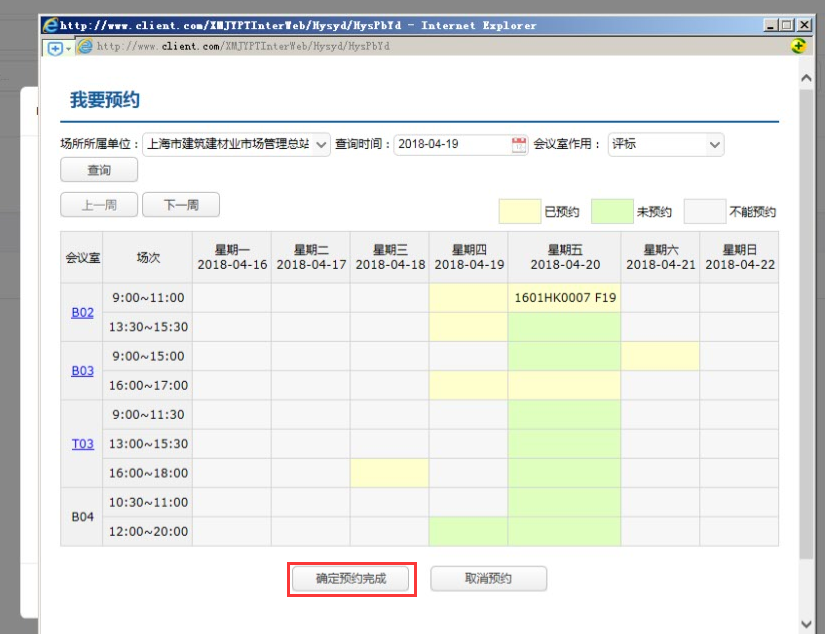 http://www.client.com/XMJYPTInterWeb/Hysyd/HysPbYd - Internet Explorer
http://www.client.com/XMJYPTInterWeb/Hysyd/HysPbYd
我要预约
场所所属单位： 上海市建筑建材业市场管理总站 查询时间： 2018-04-19 会议室作用： 评标
查询
上一周 下一周 已预约 未预约 不能预约
会议室 场次 星期一 2018-04-16 星期二 2018-04-17 星期三 2018-04-18 星期四 2018-04-19 星期五 2018-04-20 星期六 2018-04-21 星期日 2018-04-22
B02 9:00~11:00 1601HK0007 F19
13:30~15:30
B03 9:00~15:00
16:00~17:00
T03 9:00~11:30
13:00~15:30
16:00~18:00
B04 10:30~11:00
12:00~20:00
确定预约完成 取消预约